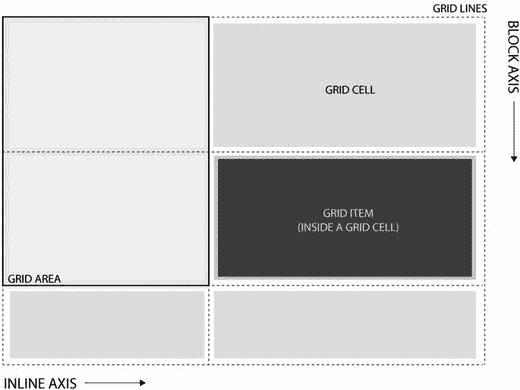 GRID LINES
BLOCK AXIS
GRID CELL
GRID ITEM
(INSIDE A GRID CELL)
GRID AREA
INLINE AXIS